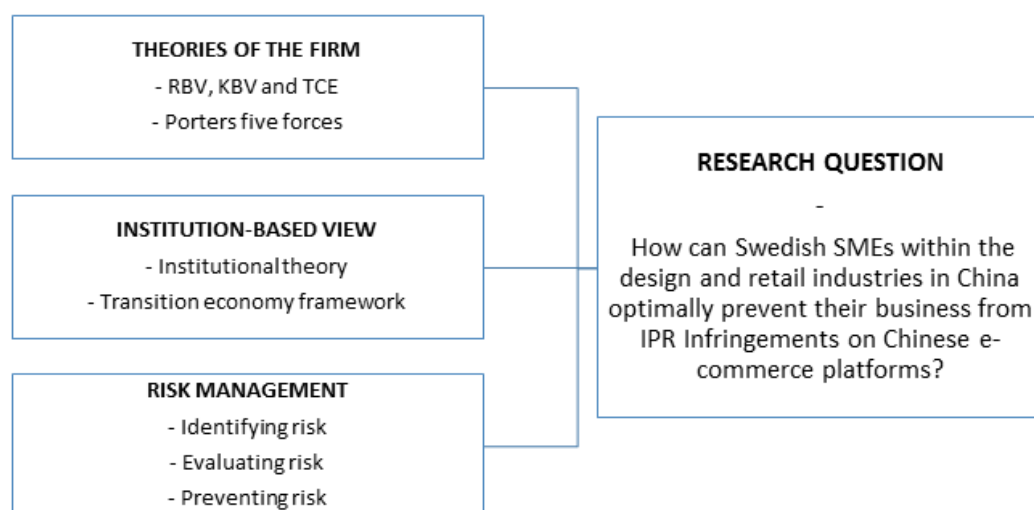 THEORIES OF THE FIRM
- RBV, KBV and TCE
- Porters five forces
INSTITUTION-BASED VIEW
- Institutional theory
- Transition economy framework
RISK MANAGEMENT
- Identifying risk
- Evaluating risk
- Preventing risk
RESEARCH QUESTION
-
How can Swedish SMEs within the
design and retail industries in China
optimally prevent their business from
IPR Infringements on Chinese e-
commerce platforms?